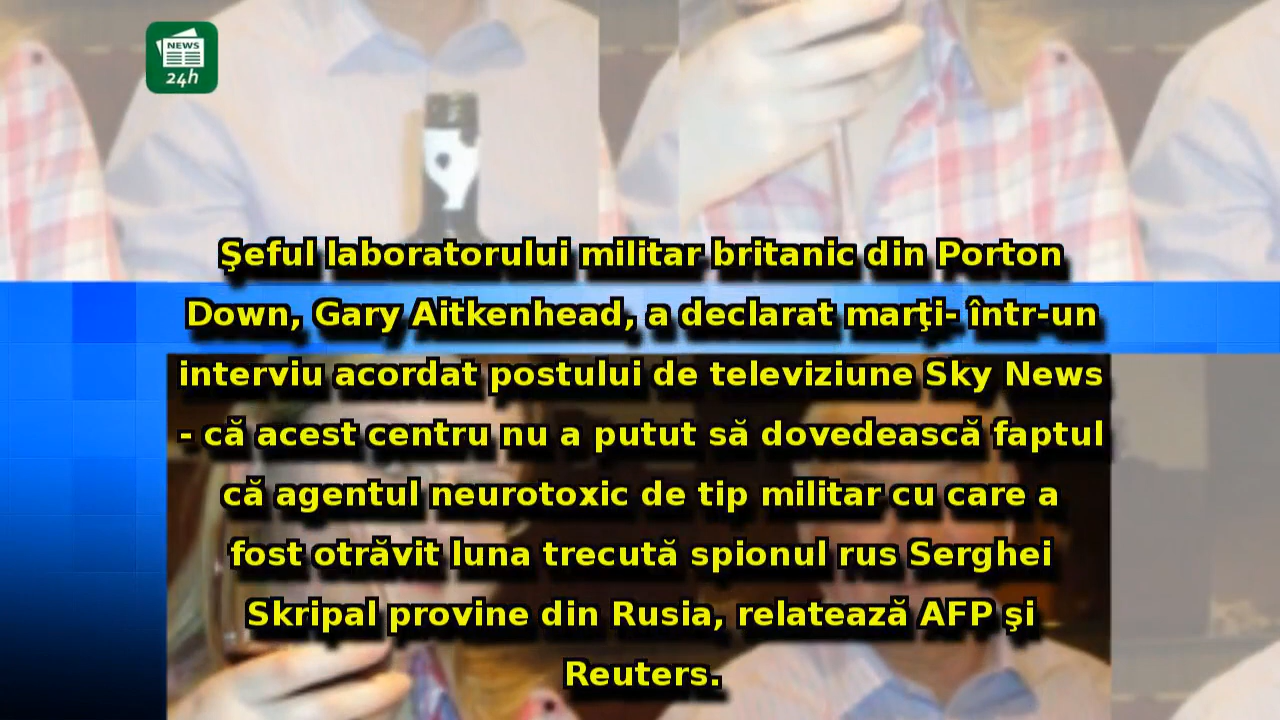 NEWS
24h
Şeful laboratorului militar britanic din Porton
Down, Gary Aitkenhead, a declarat marţi- într-un
interviu acordat postului de televiziune Sky News
- că acest centru nu a putut să dovedească faptul
că agentul neurotoxic de tip militar cu care a
fost otrăvit luna trecută spionul rus Serghei
Skripal provine din Rusia, relatează AFP şi
Reuters.